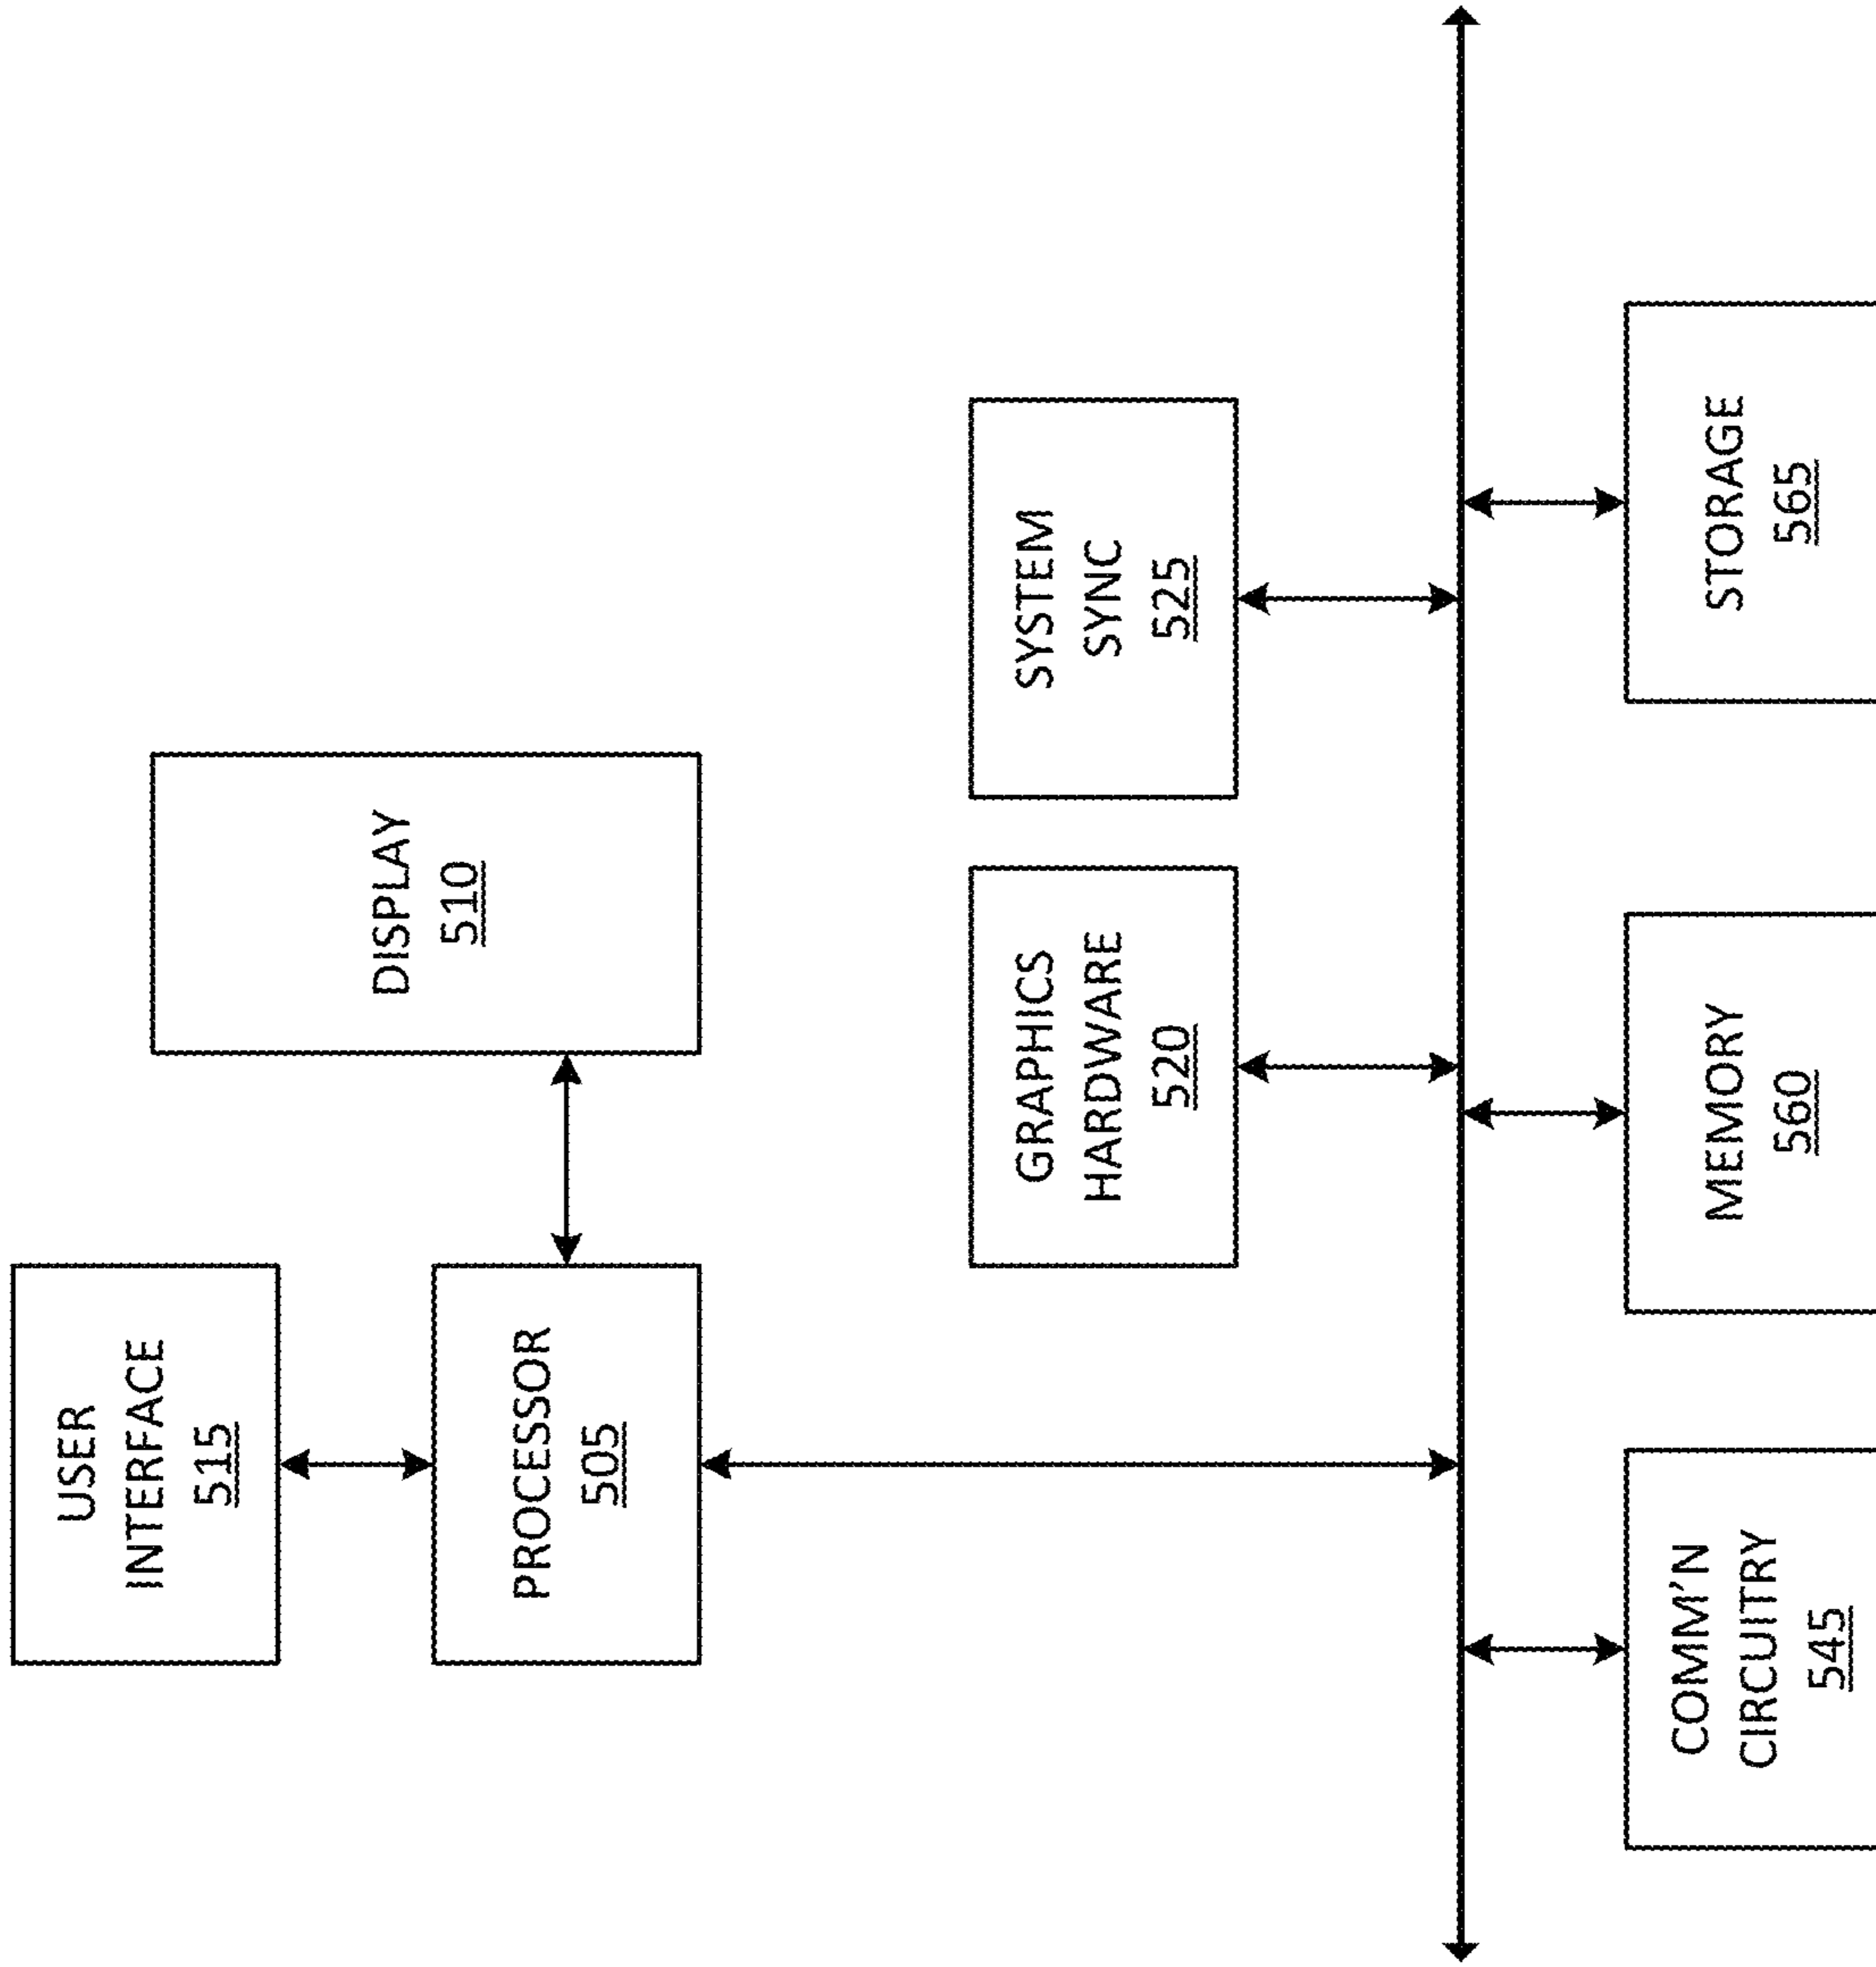 USER
INTERFACE
515
PROCESSOR
505
DISPLAY
510
GRAPHICS
HARDWARE
520
SYSTEM
SYNC
525
COMM'N
CIRCUITRY
545
MEMORY
560
STORAGE
565